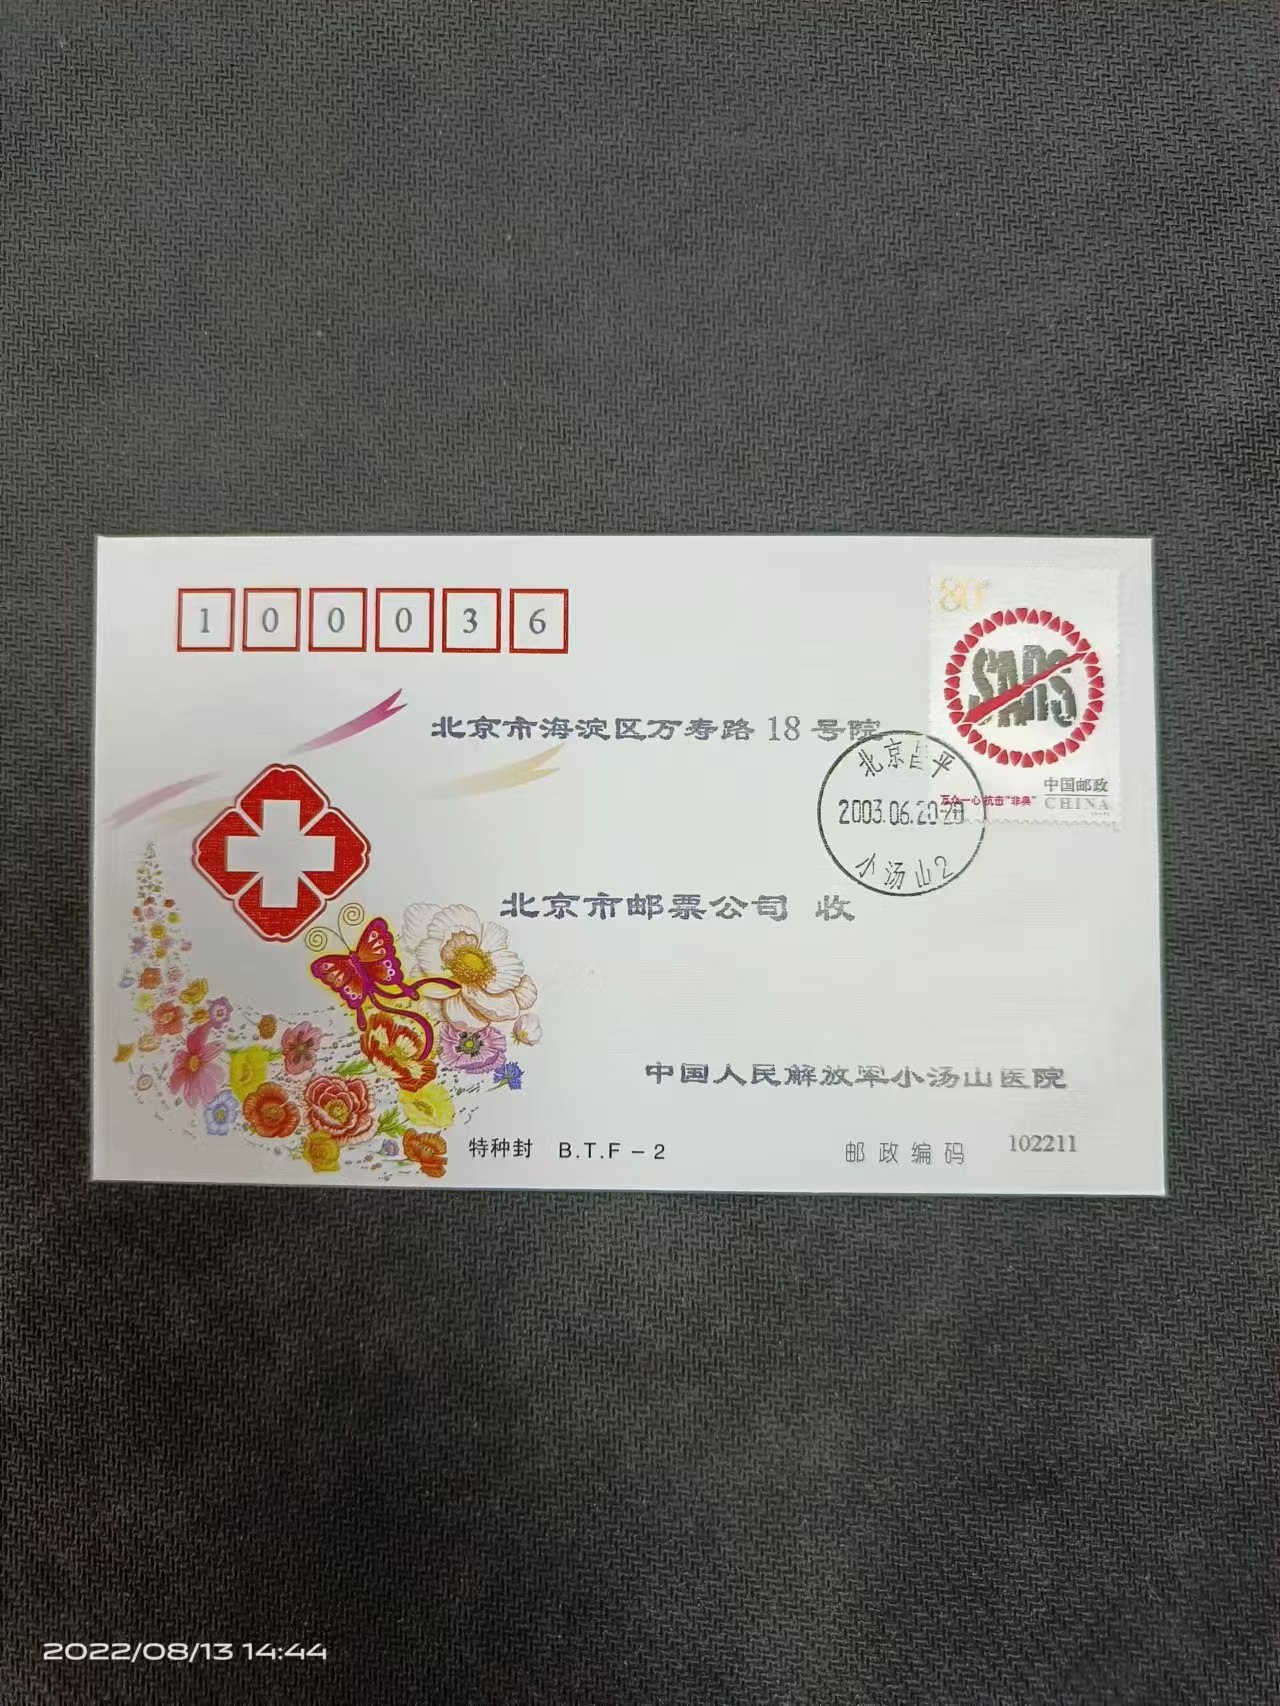 100036
80分
SARS
北京市海淀区万寿路 18 号院
中国邮政
CHINA
万众一心 抗击“非典”
北京昌平
2003.06.20.20
小汤山2
北京市邮票公司 收
中国人民解放军小汤山医院
特种封 B.T.F－2
邮政编码 102211
2022/08/13 14:44